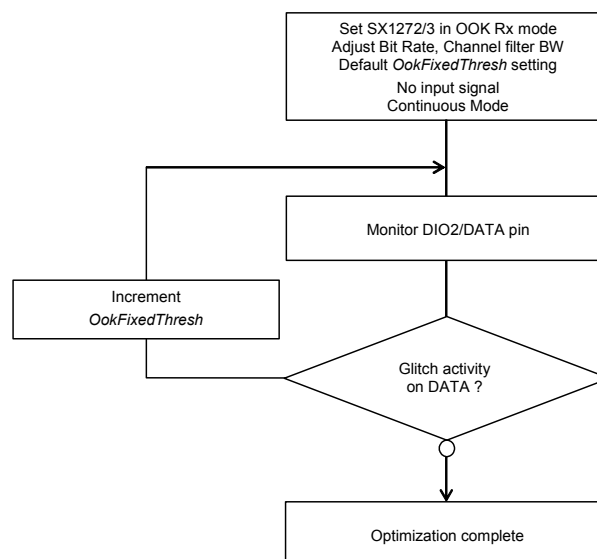 Set SX1272/3 in OOK Rx mode
Adjust Bit Rate, Channel filter BW
Default OokFixedThresh setting
No input signal
Continuous Mode
Monitor DIO2/DATA pin
Increment
OokFixedThresh
Glitch activity
on DATA ?
Optimization complete